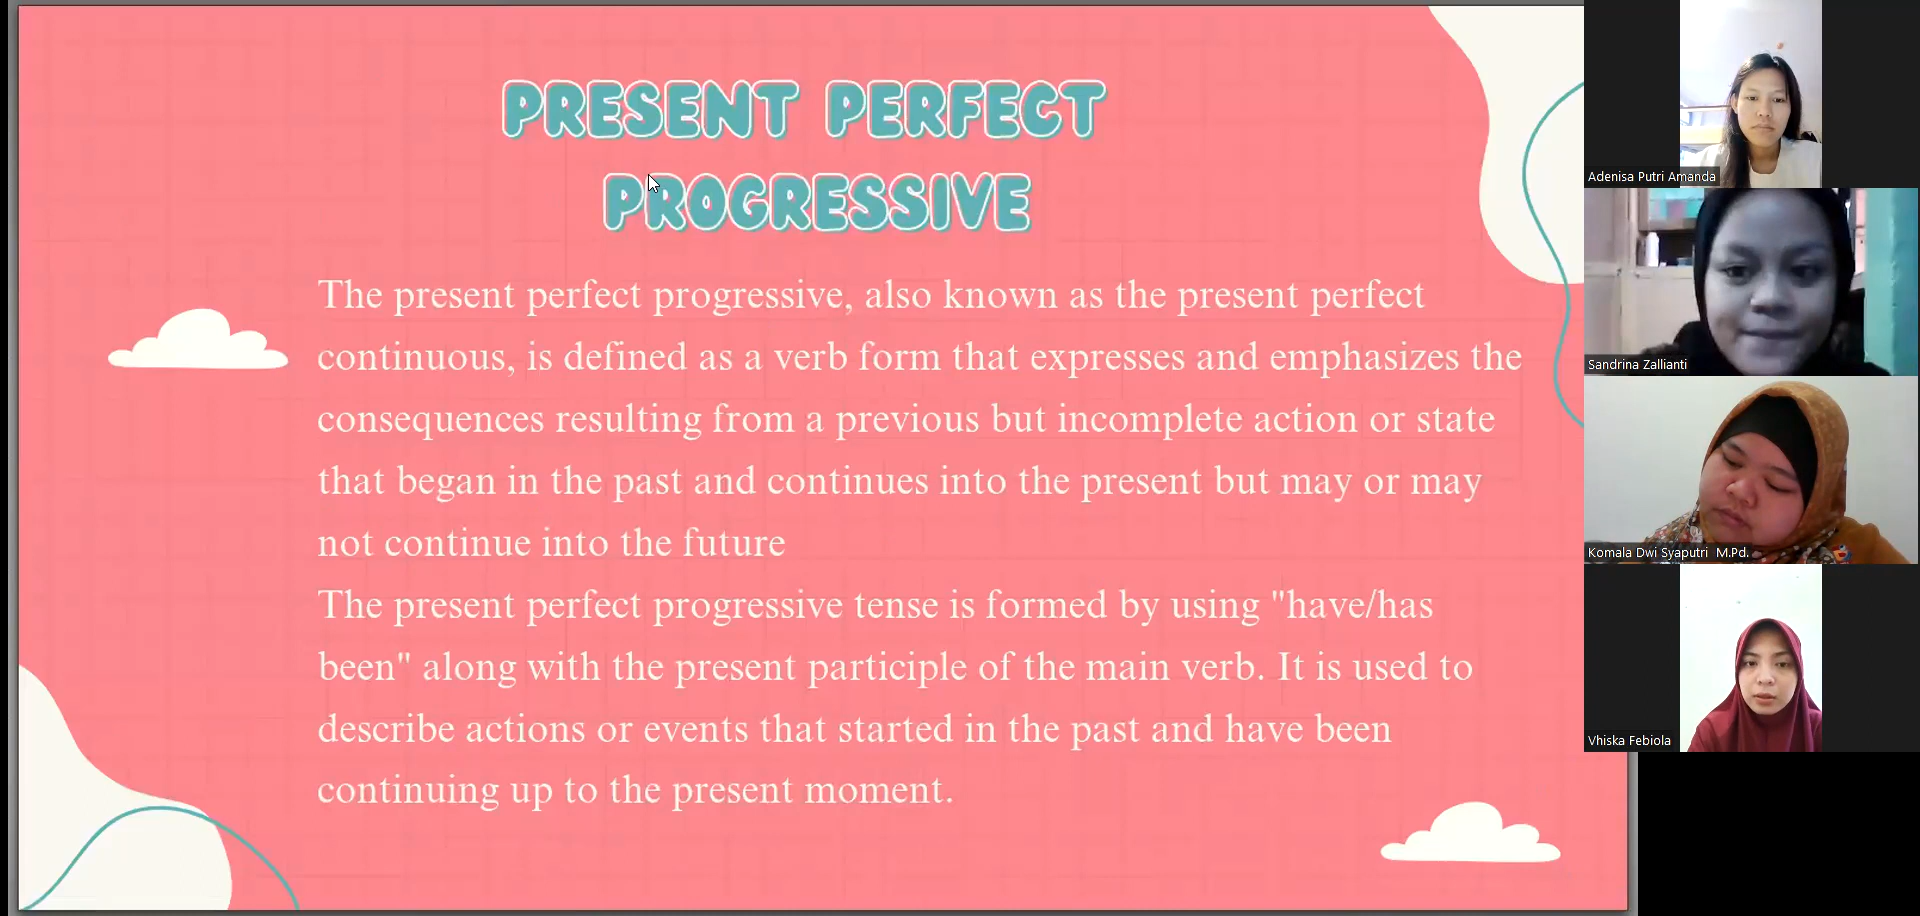 PRESENT PERFECT
PROGRESSIVE
The present perfect progressive, also known as the present perfect
continuous, is defined as a verb form that expresses and emphasizes the
consequences resulting from a previous but incomplete action or state
that began in the past and continues into the present but may or may
not continue into the future
The present perfect progressive tense is formed by using "have/has
been" along with the present participle of the main verb. It is used to
describe actions or events that started in the past and have been
continuing up to the present moment.
Adenisa Putri Amanda
Sandrina Zallianti
Komala Dwi Syaputri M.Pd.
Vhiska Febiola